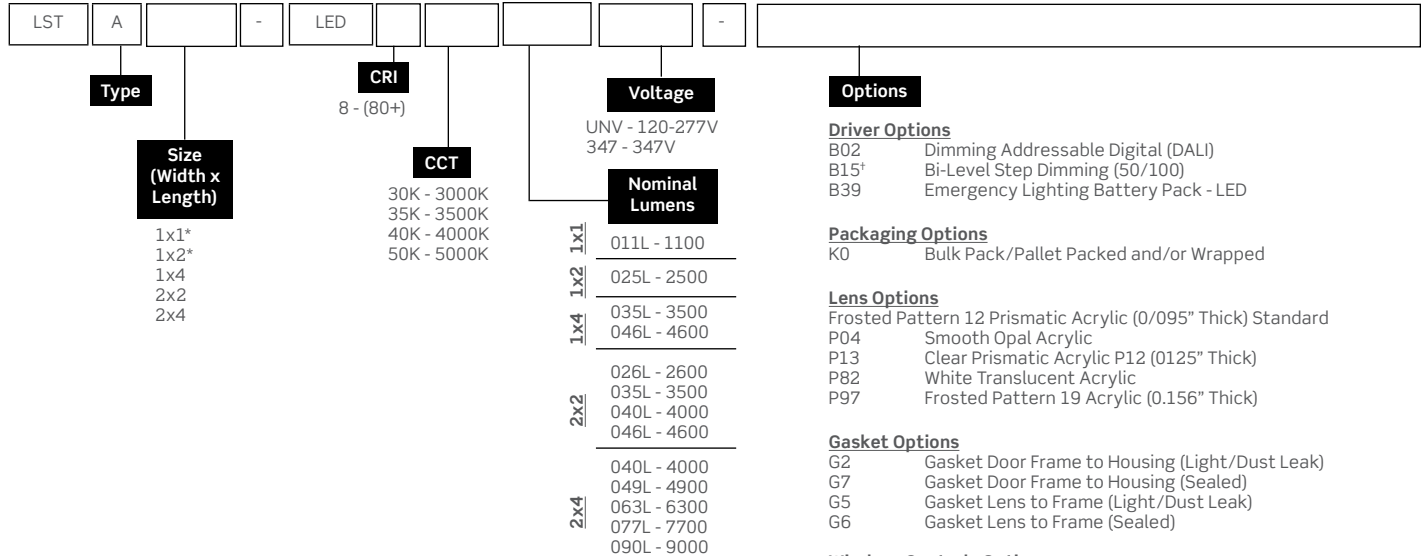 LST A - LED -
Type
Size
(Width x
Length)
1x1*
1x2*
1x4
2x2
2x4
CRI
8 - (80+)
CCT
30K - 3000K
35K - 3500K
40K - 4000K
50K - 5000K
Voltage
UNV - 120-277V
347 - 347V
Nominal
Lumens
1x1
011L - 1100
1x2
025L - 2500
1x4
035L - 3500
046L - 4600
2x2
026L - 2600
035L - 3500
040L - 4000
046L - 4600
2x4
040L - 4000
049L - 4900
063L - 6300
077L - 7700
090L - 9000
Options
Driver Options
B02 Dimming Addressable Digital (DALI)
B15† Bi-Level Step Dimming (50/100)
B39 Emergency Lighting Battery Pack - LED
Packaging Options
K0 Bulk Pack/Pallet Packed and/or Wrapped
Lens Options
Frosted Pattern 12 Prismatic Acrylic (0/095” Thick) Standard
P04 Smooth Opal Acrylic
P13 Clear Prismatic Acrylic P12 (0125” Thick)
P82 White Translucent Acrylic
P97 Frosted Pattern 19 Acrylic (0.156” Thick)
Gasket Options
G2 Gasket Door Frame to Housing (Light/Dust Leak)
G7 Gasket Door Frame to Housing (Sealed)
G5 Gasket Lens to Frame (Light/Dust Leak)
G6 Gasket Lens to Frame (Sealed)